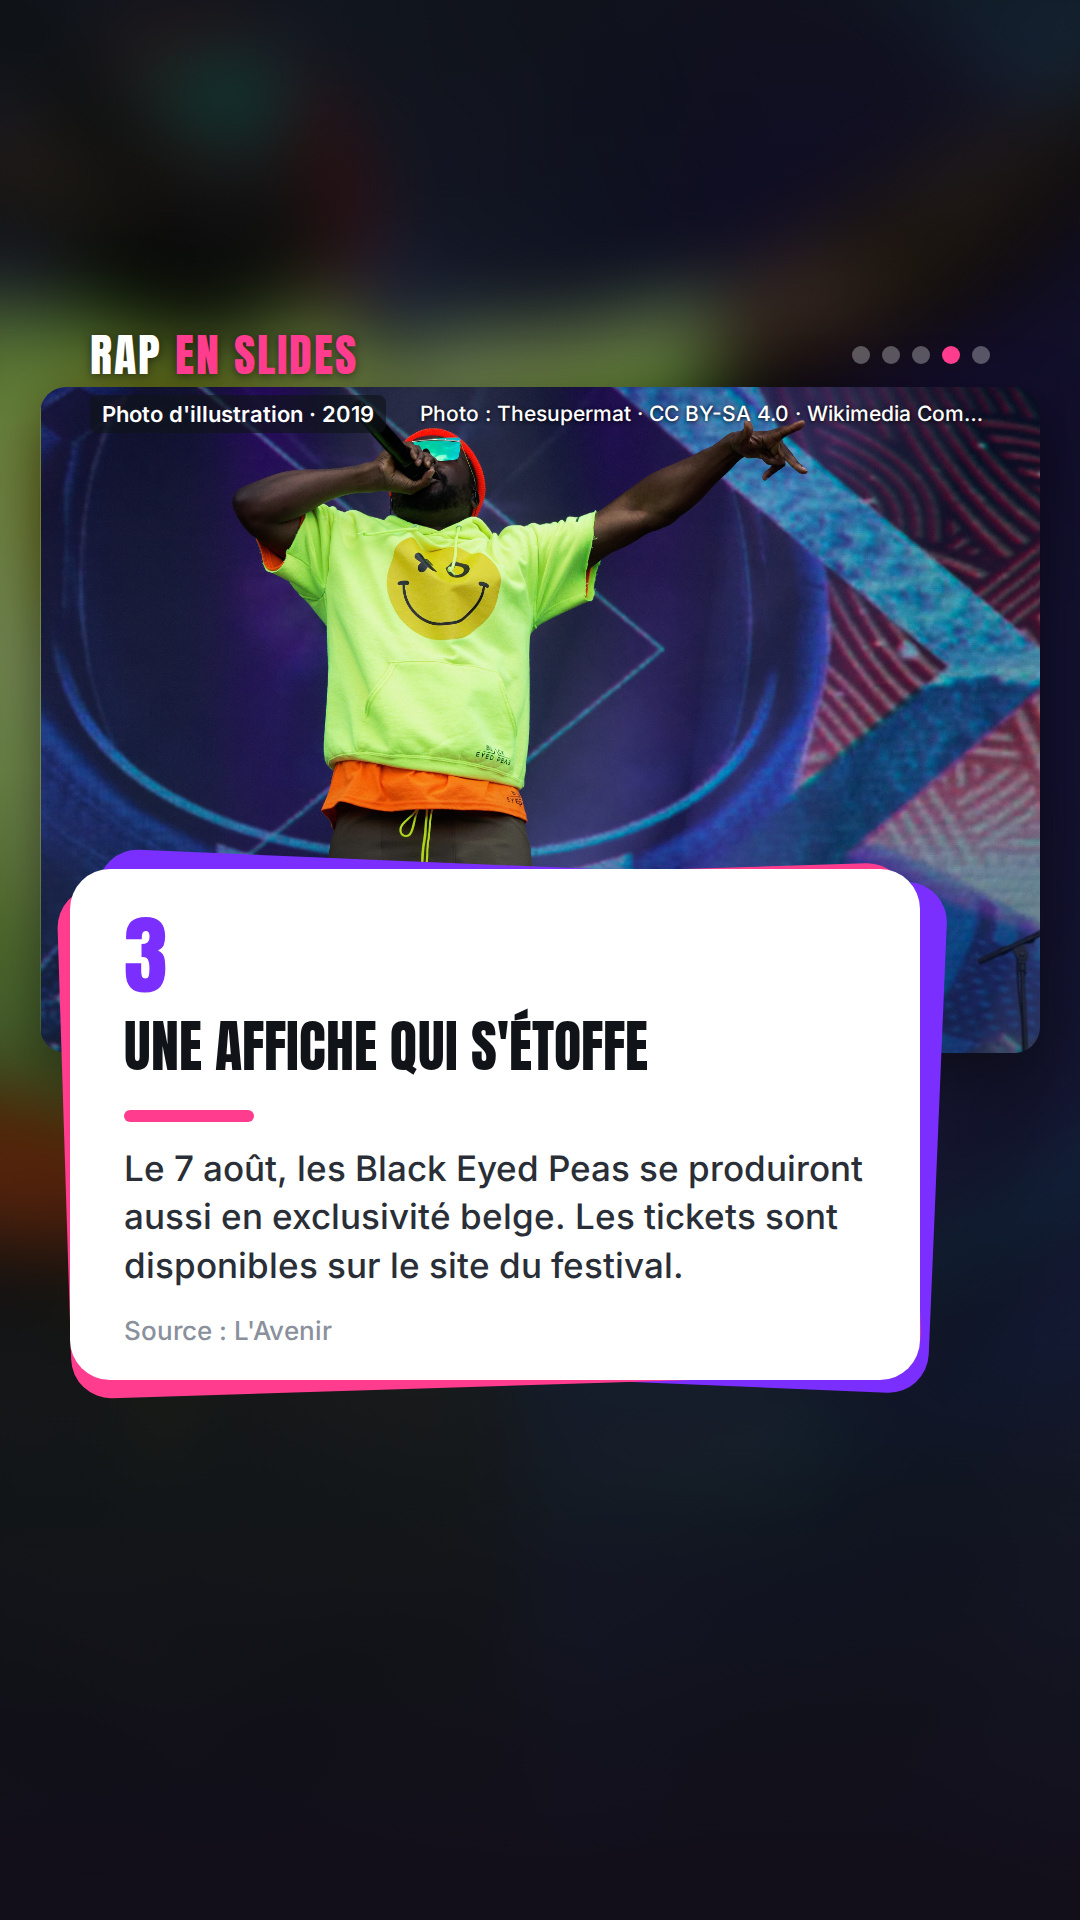 RAP EN SLIDES
Photo d'illustration · 2019
Photo : Thesupermat · CC BY-SA 4.0 · Wikimedia Com…
EYED PEAS
3
UNE AFFICHE QUI S'ÉTOFFE
Le 7 août, les Black Eyed Peas se produiront
aussi en exclusivité belge. Les tickets sont
disponibles sur le site du festival.
Source : L'Avenir